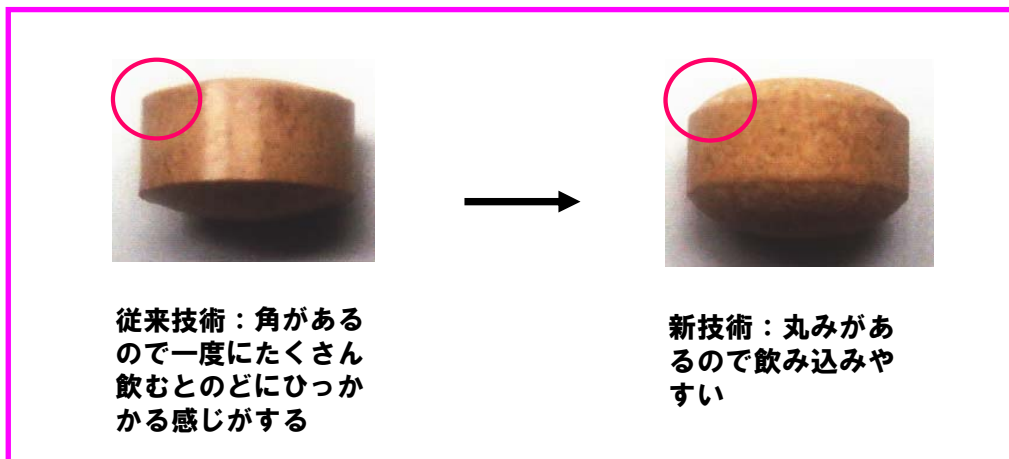 従来技術：角がある
ので一度にたくさん
飲むとのどにひっか
かる感じがする
新技術：丸みがあ
るので飲み込みや
すい